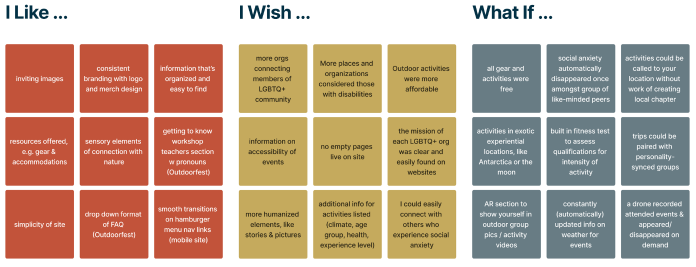 I Like ...
inviting images
consistent
branding with logo
and merch design
information that's
organized and
easy to find
resources offered,
e.g. gear &
accommodations
sensory elements
of connection with
nature
getting to know
workshop
teachers section
w pronouns
(Outdoorfest)
simplicity of site
drop down format
of FAQ
(Outdoorfest)
smooth transitions
on hamburger
menu nav links
(mobile site)
I Wish ...
more orgs
connecting
members of
LGBTQ+
community
More places and
organizations
considered those
with disabilities
Outdoor activities
were more
affordable
information on
accessibility of
events
no empty pages
live on site
the mission of
each LGBTQ+ org
was clear and
easily found on
websites
more humanized
elements, like
stories & pictures
additional info for
activities listed
(climate, age
group, health,
experience level)
I could easily
connect with
others who
experience social
anxiety
What If ...
all gear and
activities were
free
social anxiety
automatically
disappeared once
amongst group of
like-minded peers
activities could be
called to your
location without
work of creating
local chapter
activities in exotic
experiential
locations, like
Antarctica or the
moon
built in fitness test
to assess
qualifications for
intensity of
activity
trips could be
paired with
personality-
synced groups
AR section to
show yourself in
outdoor group
pics / activity
videos
constantly
(automatically)
updated info on
weather for
events
a drone recorded
attended events &
appeared/
disappeared on
demand